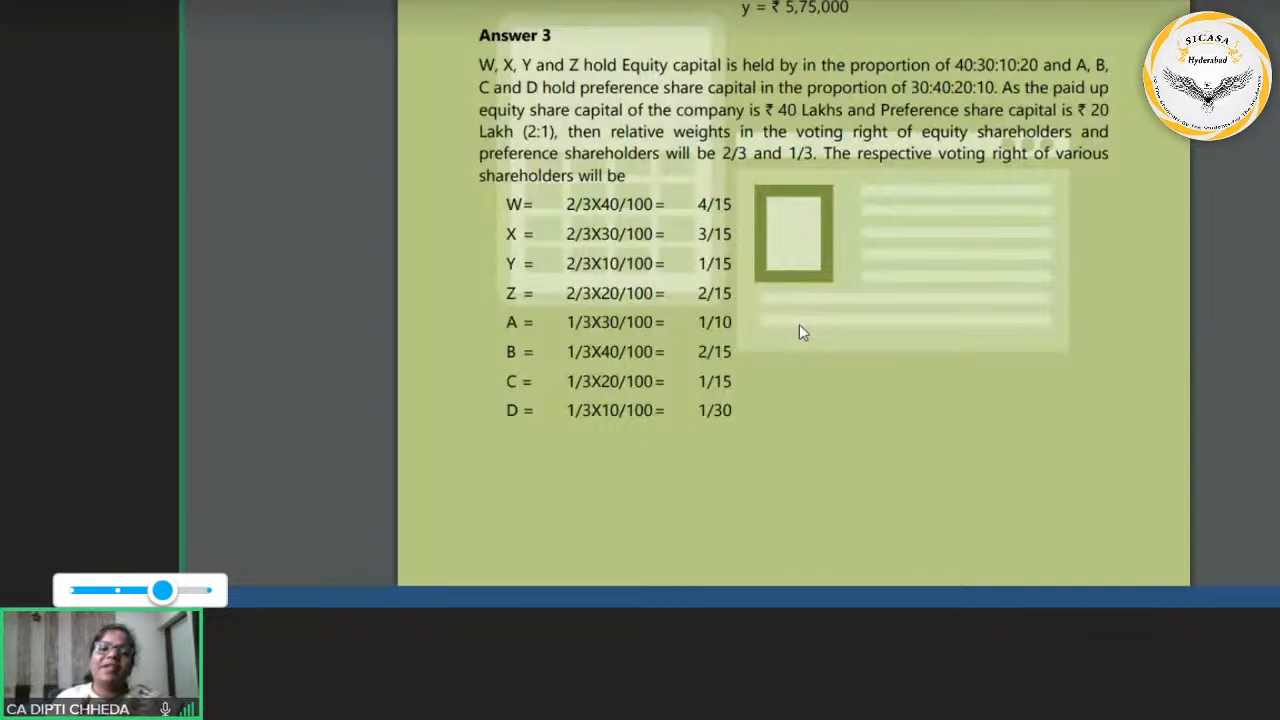 y = ₹ 5,75,000
Answer 3
W, X, Y and Z hold Equity capital is held by in the proportion of 40:30:10:20 and A, B,
C and D hold preference share capital in the proportion of 30:40:20:10. As the paid up
equity share capital of the company is ₹ 40 Lakhs and Preference share capital is ₹ 20
Lakh (2:1), then relative weights in the voting right of equity shareholders and
preference shareholders will be 2/3 and 1/3. The respective voting right of various
shareholders will be
W= 2/3X40/100= 4/15
X = 2/3X30/100= 3/15
Y = 2/3X10/100= 1/15
Z = 2/3X20/100= 2/15
A = 1/3X30/100= 1/10
B = 1/3X40/100= 2/15
C = 1/3X20/100= 1/15
D = 1/3X10/100= 1/30
SICASA
Hyderabad
CA DIPTI CHHEDA